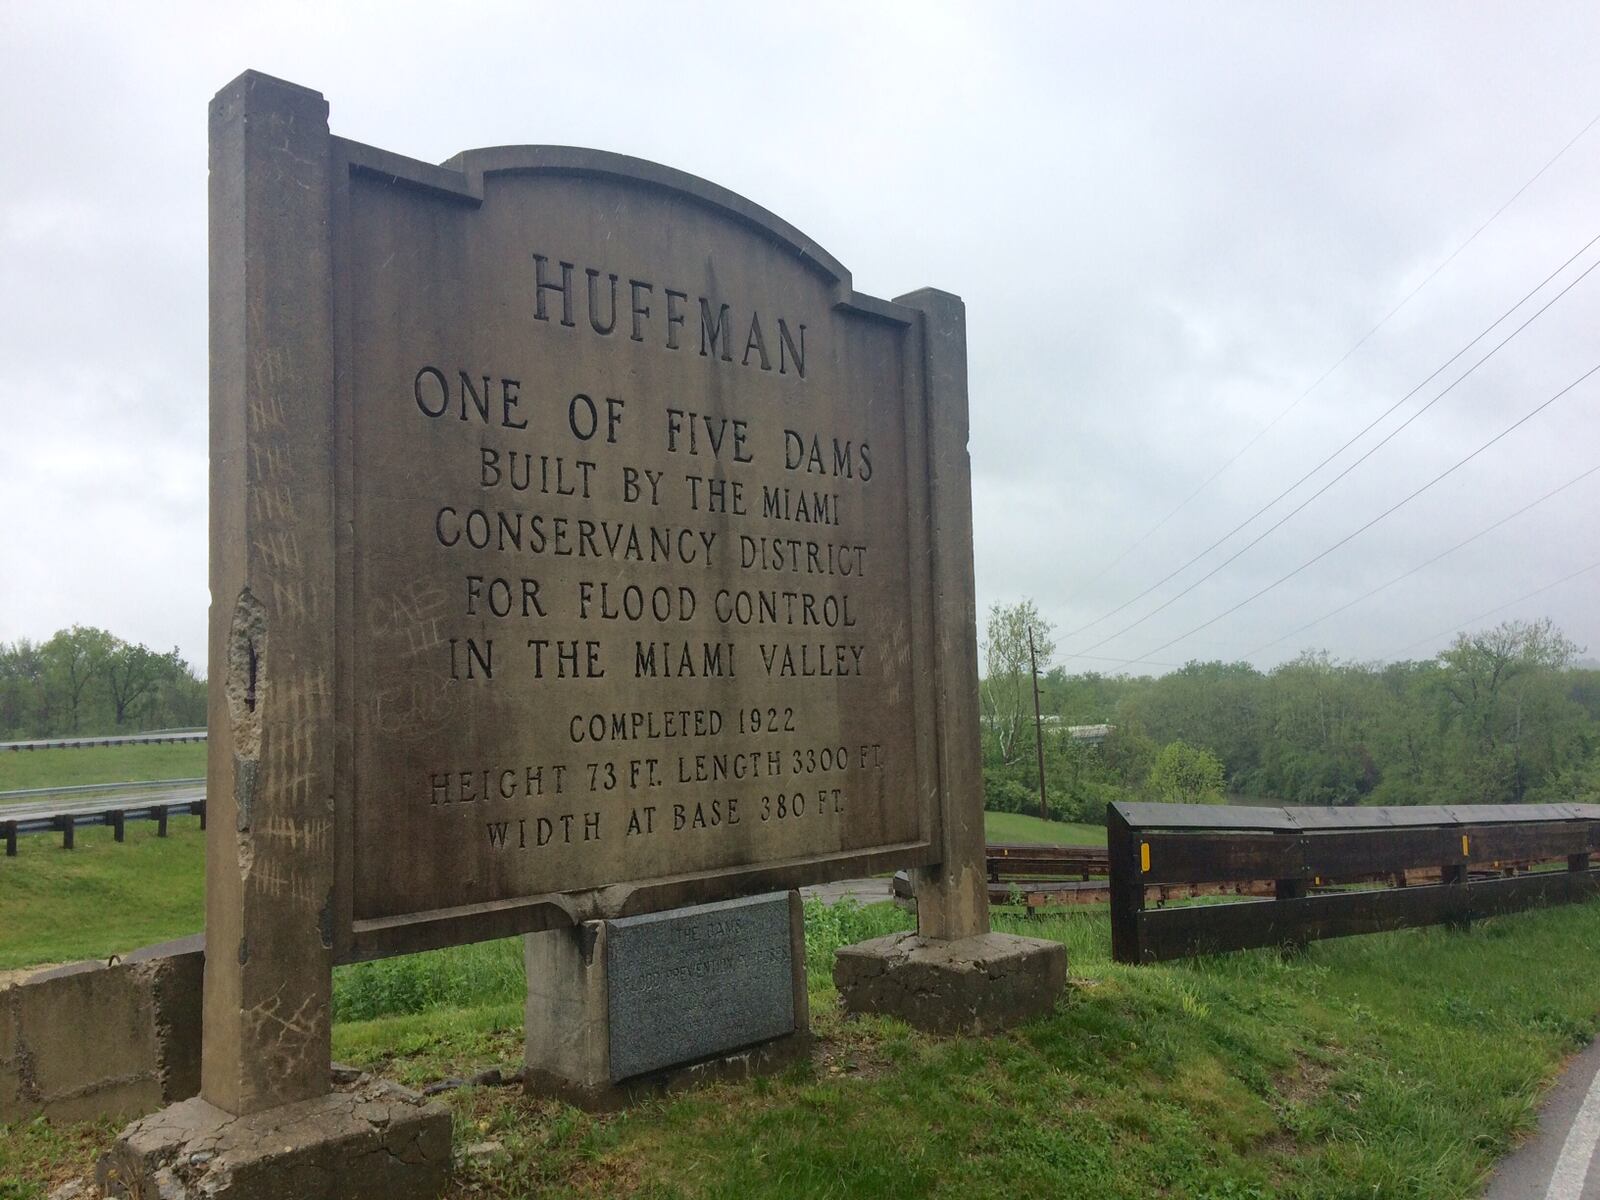 HUFFMAN
ONE OF FIVE DAMS
BUILT BY THE MIAMI
CONSERVANCY DISTRICT
FOR FLOOD CONTROL
IN THE MIAMI VALLEY
COMPLETED 1922
HEIGHT 73 FT. LENGTH 3300 FT.
WIDTH AT BASE 380 FT.
THE DAMS